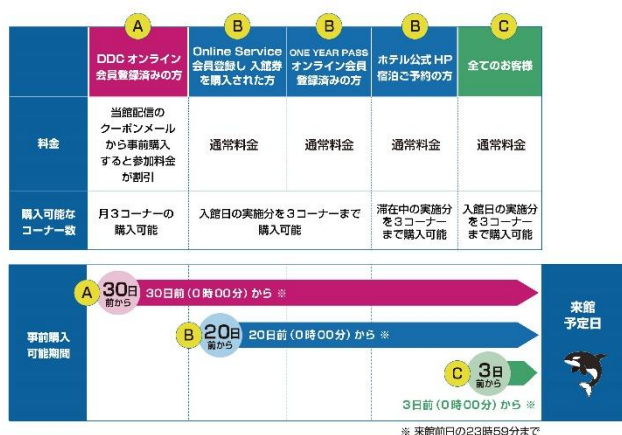 A
B
B
B
C
DDC オンライン
会員登録済みの方
Online Service
会員登録し 入館券
を購入された方
ONE YEAR PASS
オンライン会員
登録済みの方
ホテル公式 HP
宿泊ご予約の方
全てのお客様
料金
当館配信の
クーポンメール
から事前購入
すると参加料金
が割引
通常料金
通常料金
通常料金
通常料金
購入可能な
コーナー数
月3コーナーの
購入可能
入館日の実施分を3コーナーまで
購入可能
滞在中の実施分
を3コーナー
まで購入可能
入館日の実施分
を3コーナー
まで購入可能
事前購入
可能期間
A
30日
前から
30日前(0時00分)から ※
B
20日
前から
20日前(0時00分)から ※
C
3日
前から
3日前(0時00分)から ※
来館
予定日
※ 来館前日の23時59分まで